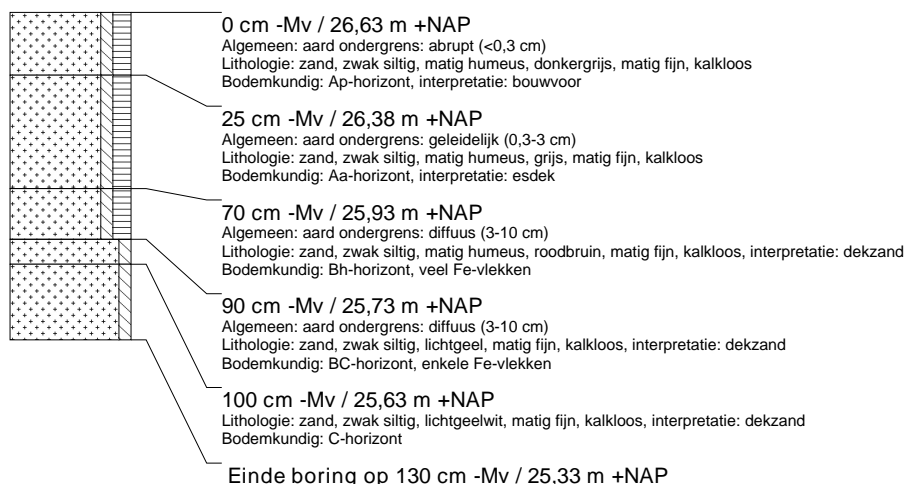 0 cm -Mv / 26,63 m +NAP
Algemeen: aard ondergrens: abrupt (<0,3 cm)
Lithologie: zand, zwak siltig, matig humeus, donkergrijs, matig fijn, kalkloos
Bodemkundig: Ap-horizont, interpretatie: bouwvoor
25 cm -Mv / 26,38 m +NAP
Algemeen: aard ondergrens: geleidelijk (0,3-3 cm)
Lithologie: zand, zwak siltig, matig humeus, grijs, matig fijn, kalkloos
Bodemkundig: Aa-horizont, interpretatie: esdek
70 cm -Mv / 25,93 m +NAP
Algemeen: aard ondergrens: diffuus (3-10 cm)
Lithologie: zand, zwak siltig, matig humeus, roodbruin, matig fijn, kalkloos, interpretatie: dekzand
Bodemkundig: Bh-horizont, veel Fe-vlekken
90 cm -Mv / 25,73 m +NAP
Algemeen: aard ondergrens: diffuus (3-10 cm)
Lithologie: zand, zwak siltig, lichtgeel, matig fijn, kalkloos, interpretatie: dekzand
Bodemkundig: BC-horizont, enkele Fe-vlekken
100 cm -Mv / 25,63 m +NAP
Lithologie: zand, zwak siltig, lichtgeelwit, matig fijn, kalkloos, interpretatie: dekzand
Bodemkundig: C-horizont
Einde boring op 130 cm -Mv / 25,33 m +NAP